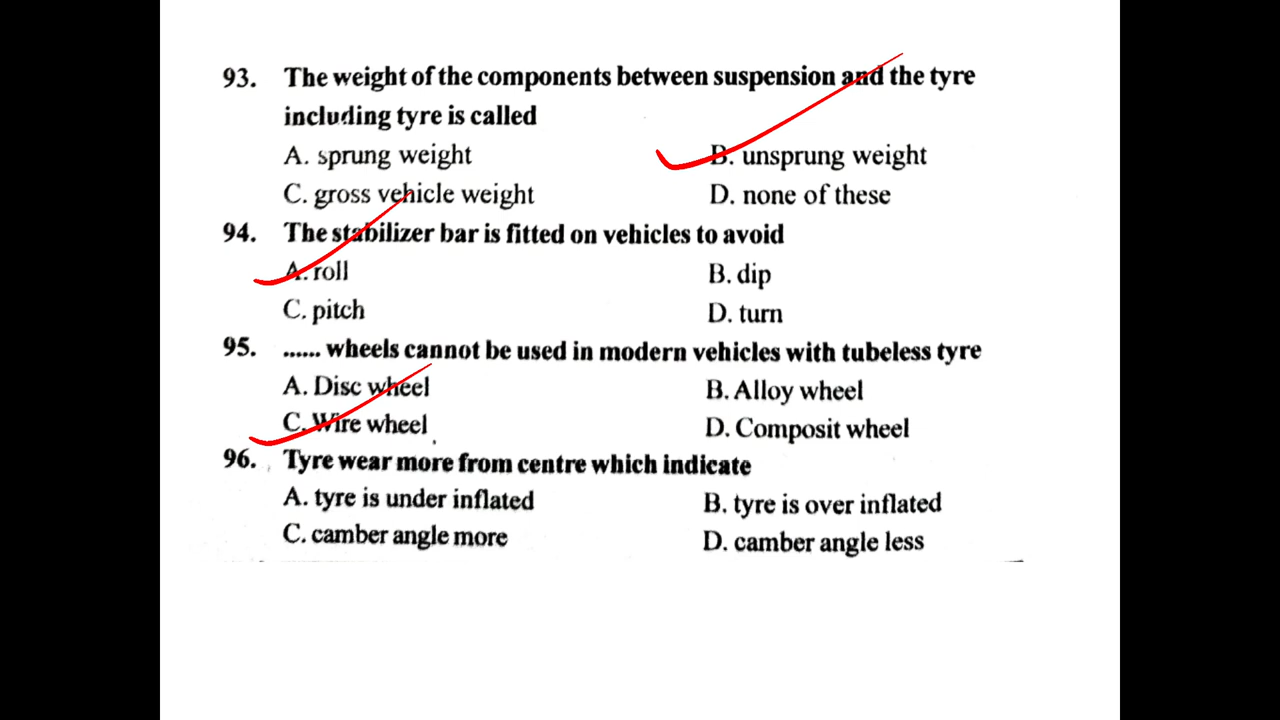 93. The weight of the components between suspension and the tyre
including tyre is called
A. sprung weight B. unsprung weight
C. gross vehicle weight D. none of these
94. The stabilizer bar is fitted on vehicles to avoid
A. roll B. dip
C. pitch D. turn
95. ...... wheels cannot be used in modern vehicles with tubeless tyre
A. Disc wheel B. Alloy wheel
C. Wire wheel D. Composit wheel
96. Tyre wear more from centre which indicate
A. tyre is under inflated B. tyre is over inflated
C. camber angle more D. camber angle less